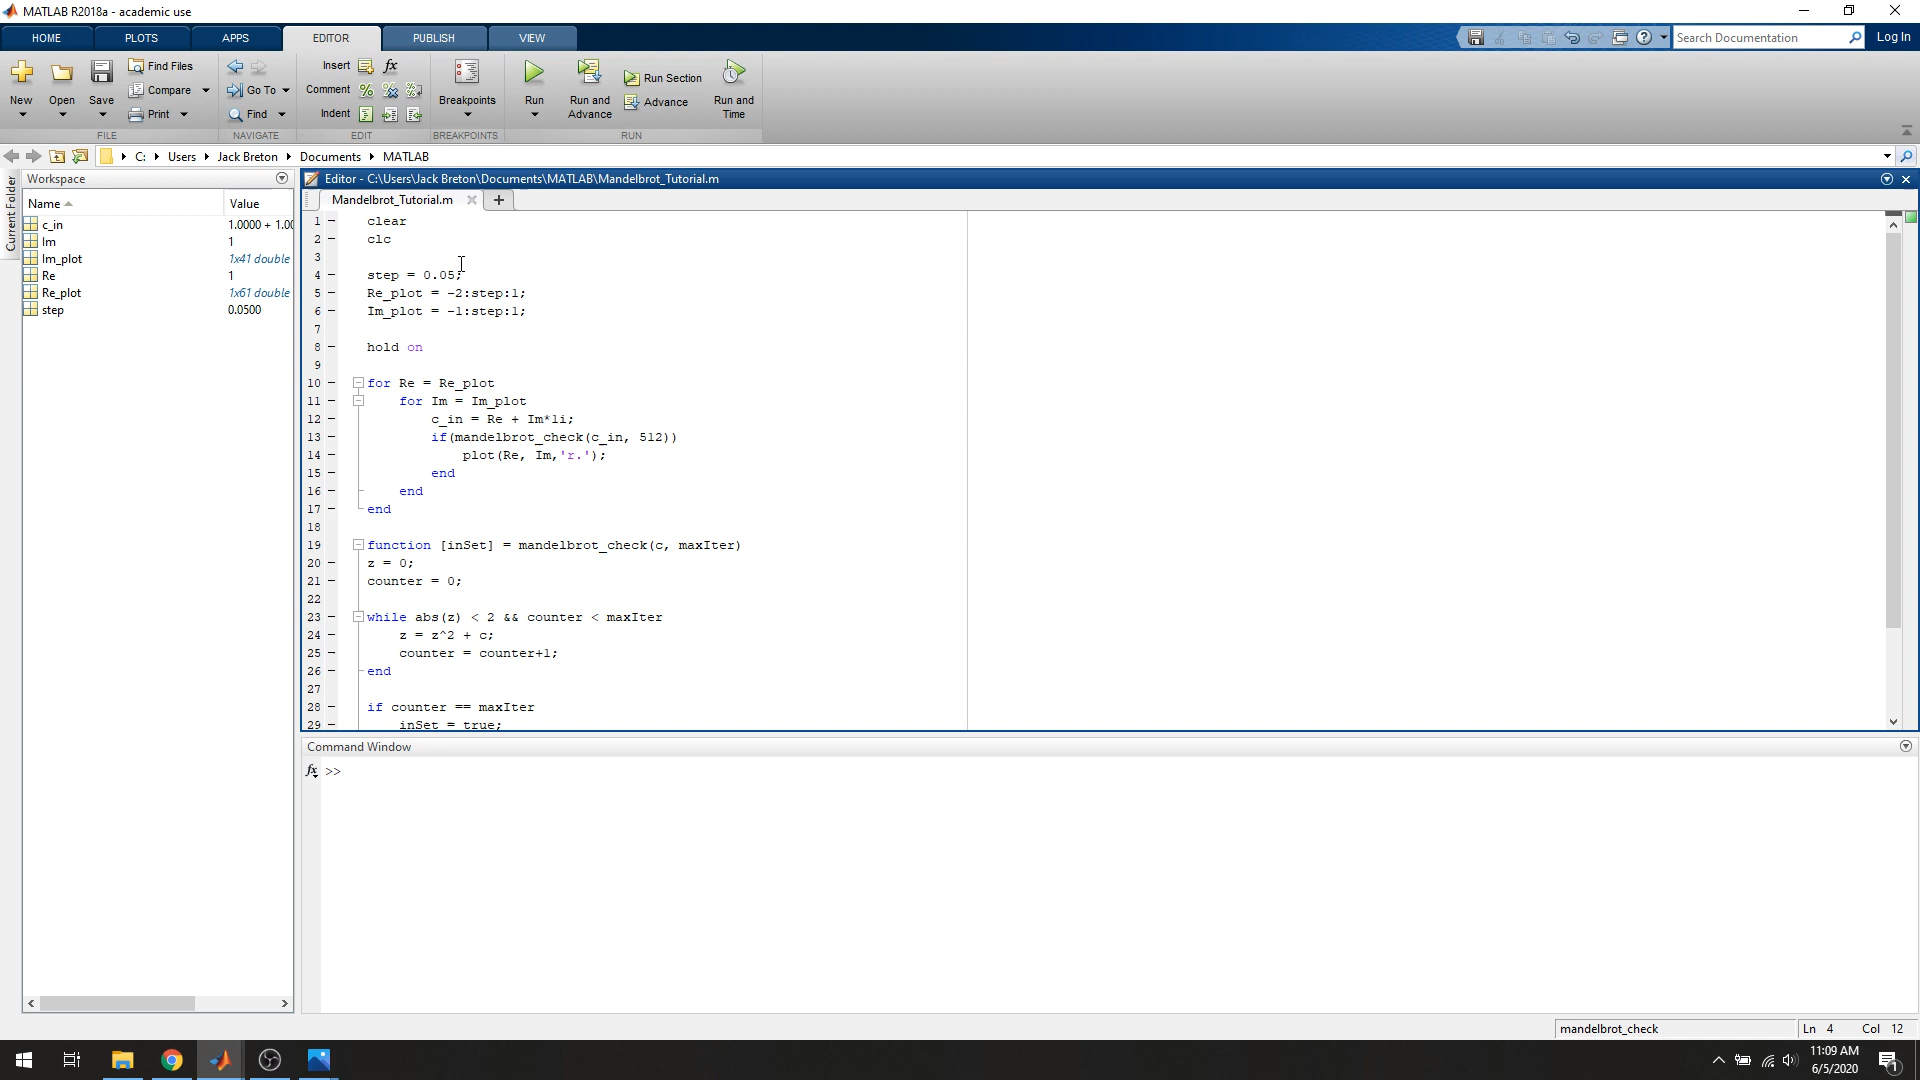 MATLAB R2018a - academic use
HOME PLOTS APPS EDITOR PUBLISH VIEW
Search Documentation
Log In
New
Open
Save
Find Files
Compare
Print
FILE
Go To
Find
NAVIGATE
Insert fx
Comment
Indent
EDIT
Breakpoints
BREAKPOINTS
Run
Run and
Advance
Run Section
Advance
Run and
Time
RUN
C: Users Jack Breton Documents MATLAB
Current Folder
Workspace
Name Value
c_in 1.0000 + 1.00
Im 1
Im_plot 1x41 double
Re 1
Re_plot 1x61 double
step 0.0500
Editor - C:\Users\Jack Breton\Documents\MATLAB\Mandelbrot_Tutorial.m
Mandelbrot_Tutorial.m
1 - clear
2 - clc
3
4 - step = 0.05;
5 - Re_plot = -2:step:1;
6 - Im_plot = -1:step:1;
7
8 - hold on
9
10 - for Re = Re_plot
11 - for Im = Im_plot
12 - c_in = Re + Im*1i;
13 - if(mandelbrot_check(c_in, 512))
14 - plot(Re, Im,'r.');
15 - end
16 - end
17 - end
18
19 function [inSet] = mandelbrot_check(c, maxIter)
20 - z = 0;
21 - counter = 0;
22
23 - while abs(z) < 2 && counter < maxIter
24 - z = z^2 + c;
25 - counter = counter+1;
26 - end
27
28 - if counter == maxIter
29 - inSet = true;
Command Window
fx >>
mandelbrot_check
Ln 4 Col 12
11:09 AM
6/5/2020
1